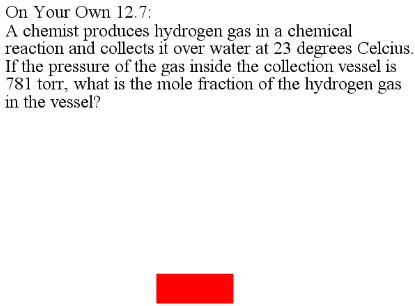 On Your Own 12.7:
A chemist produces hydrogen gas in a chemical
reaction and collects it over water at 23 degrees Celcius.
If the pressure of the gas inside the collection vessel is
781 torr, what is the mole fraction of the hydrogen gas
in the vessel?